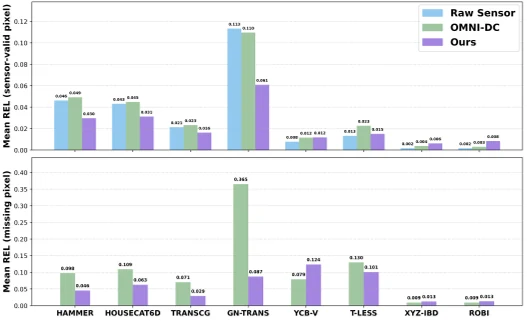 Mean REL (sensor-valid pixel)
0.12
0.10
0.08
0.06
0.04
0.02
0.00
0.046 0.049 0.030
0.043 0.045 0.031
0.021 0.023 0.016
0.113 0.110 0.061
0.008 0.012 0.012
0.013 0.023 0.015
0.002 0.004 0.006
0.002 0.003 0.008
Raw Sensor
OMNI-DC
Ours
Mean REL (missing pixel)
0.40
0.35
0.30
0.25
0.20
0.15
0.10
0.05
0.00
0.098 0.046
0.109 0.063
0.071 0.029
0.365 0.087
0.079 0.124
0.130 0.101
0.009 0.013
0.009 0.013
HAMMER HOUSECAT6D TRANSCG GN-TRANS YCB-V T-LESS XYZ-IBD ROBI